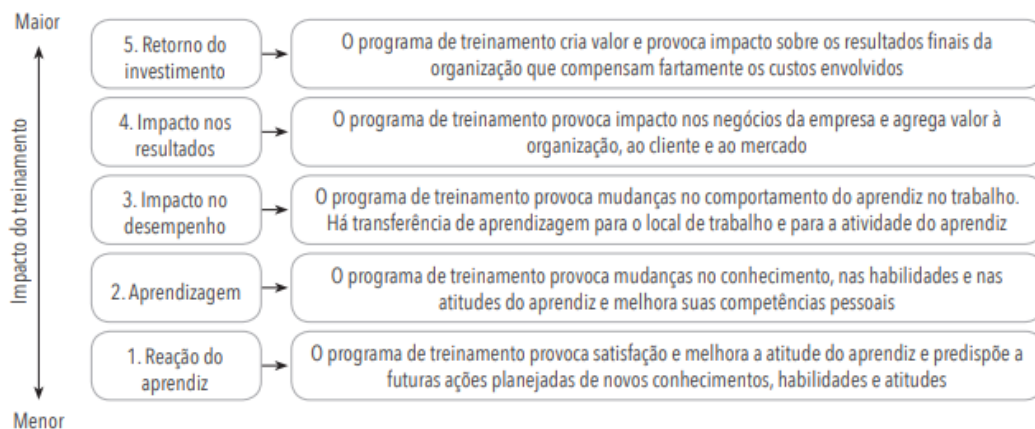 Maior
5. Retorno do
investimento
O programa de treinamento cria valor e provoca impacto sobre os resultados finais da
organização que compensam fartamente os custos envolvidos
4. Impacto nos
resultados
O programa de treinamento provoca impacto nos negócios da empresa e agrega valor à
organização, ao cliente e ao mercado
Impacto do treinamento
3. Impacto no
desempenho
O programa de treinamento provoca mudanças no comportamento do aprendiz no trabalho.
Há transferência de aprendizagem para o local de trabalho e para a atividade do aprendiz
2. Aprendizagem
O programa de treinamento provoca mudanças no conhecimento, nas habilidades e nas
atitudes do aprendiz e melhora suas competências pessoais
1. Reação do
aprendiz
O programa de treinamento provoca satisfação e melhora a atitude do aprendiz e predispõe a
futuras ações planejadas de novos conhecimentos, habilidades e atitudes
Menor